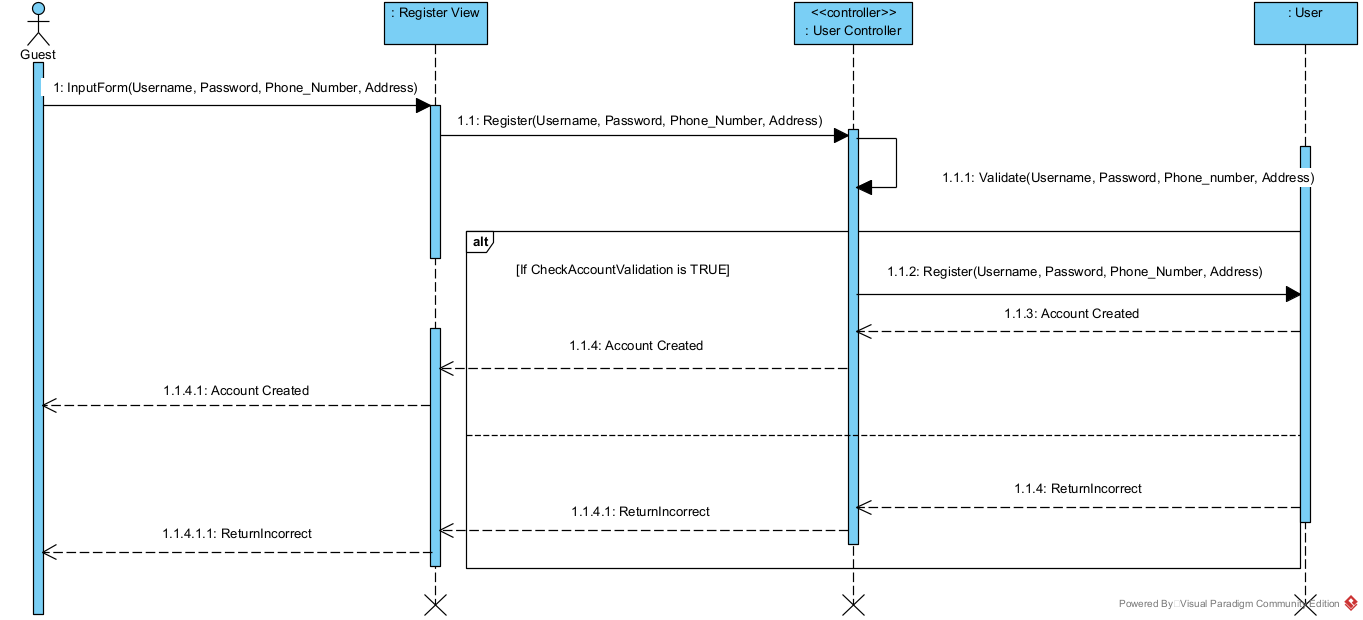 Guest
: Register View
<<controller>>
: User Controller
: User
1: InputForm(Username, Password, Phone_Number, Address)
1.1: Register(Username, Password, Phone_Number, Address)
1.1.1: Validate(Username, Password, Phone_number, Address)
alt
[If CheckAccountValidation is TRUE]
1.1.2: Register(Username, Password, Phone_Number, Address)
1.1.3: Account Created
1.1.4: Account Created
1.1.4.1: Account Created
1.1.4: ReturnIncorrect
1.1.4.1: ReturnIncorrect
1.1.4.1.1: ReturnIncorrect
Powered By Visual Paradigm Community Edition